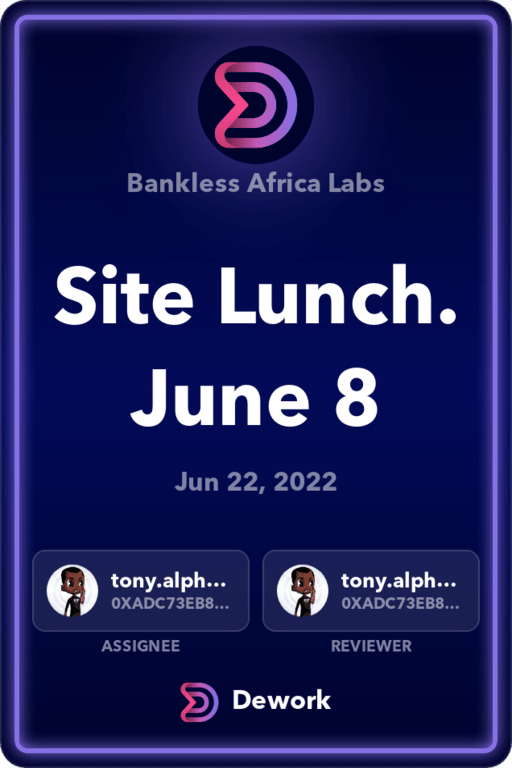 Bankless Africa Labs
Site Lunch.
June 8
Jun 22, 2022
tony.alph... tony.alph...
0XADC73EB8... 0XADC73EB8...
ASSIGNEE REVIEWER
Dework